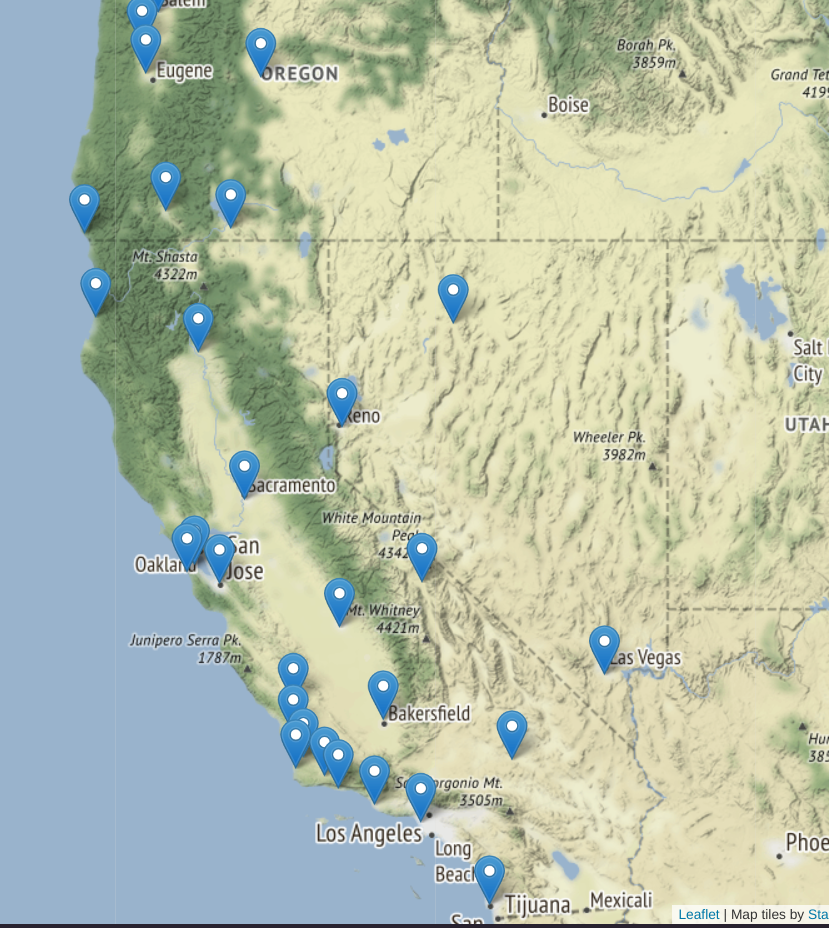 Salem
Eugene
OREGON
Borah Pk.
3859m
Grand Tet
4199
Boise
Mt. Shasta
4322m
Salt
City
UTAH
Reno
Wheeler Pk.
3982m
Sacramento
White Mountain
Peak
4342
San
Jose
Oakland
Mt. Whitney
4421m
Junipero Serra Pk.
1787m
Las Vegas
Bakersfield
Hum
385
San Gorgonio Mt.
3505m
Los Angeles
Long
Beach
Phoe
Tijuana
Mexicali
San
Leaflet | Map tiles by Sta